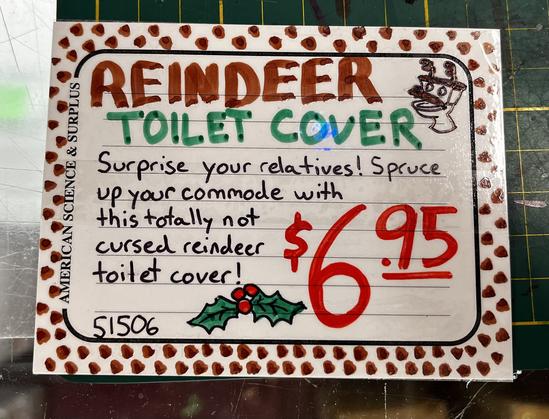 AMERICAN SCIENCE & SURPLUS
REINDEER
TOILET COVER
Surprise your relatives! Spruce
up your commode with
this totally not
cursed reindeer
toilet cover!
$6.95
51506